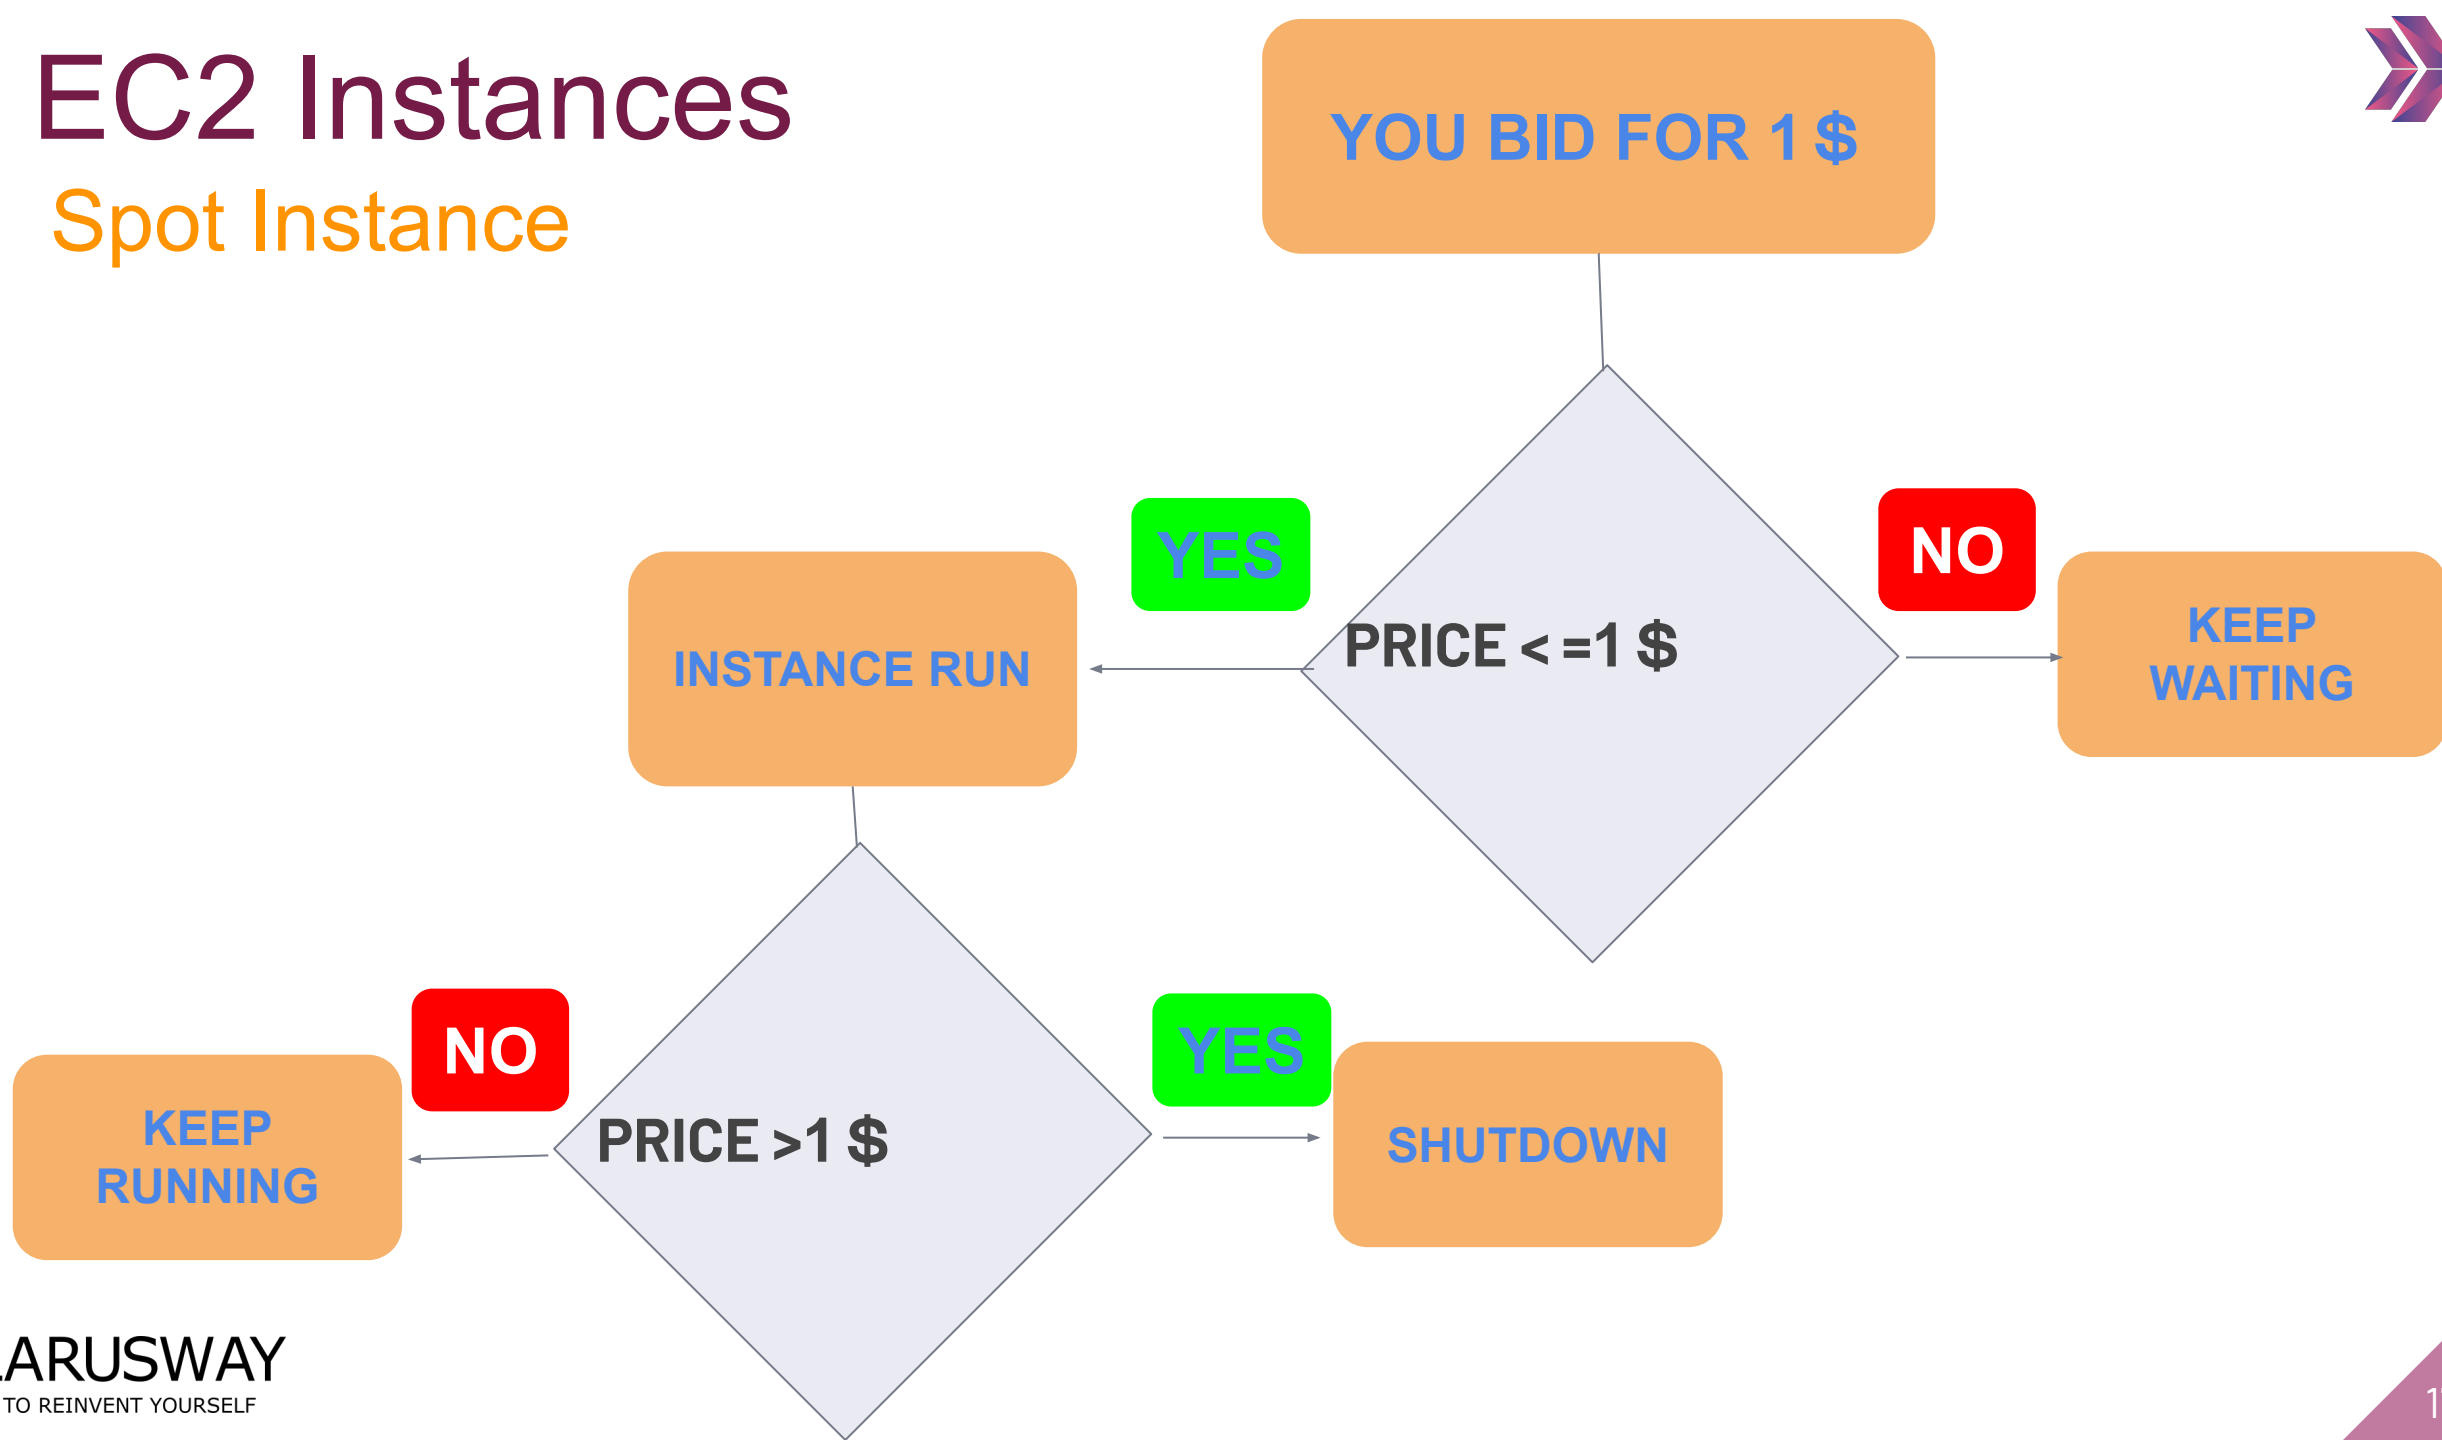 EC2 Instances
Spot Instance
YOU BID FOR 1 $
YES
NO
INSTANCE RUN
PRICE < =1 $
KEEP
WAITING
NO
YES
KEEP
RUNNING
PRICE >1 $
SHUTDOWN
LARUSWAY
TO REINVENT YOURSELF